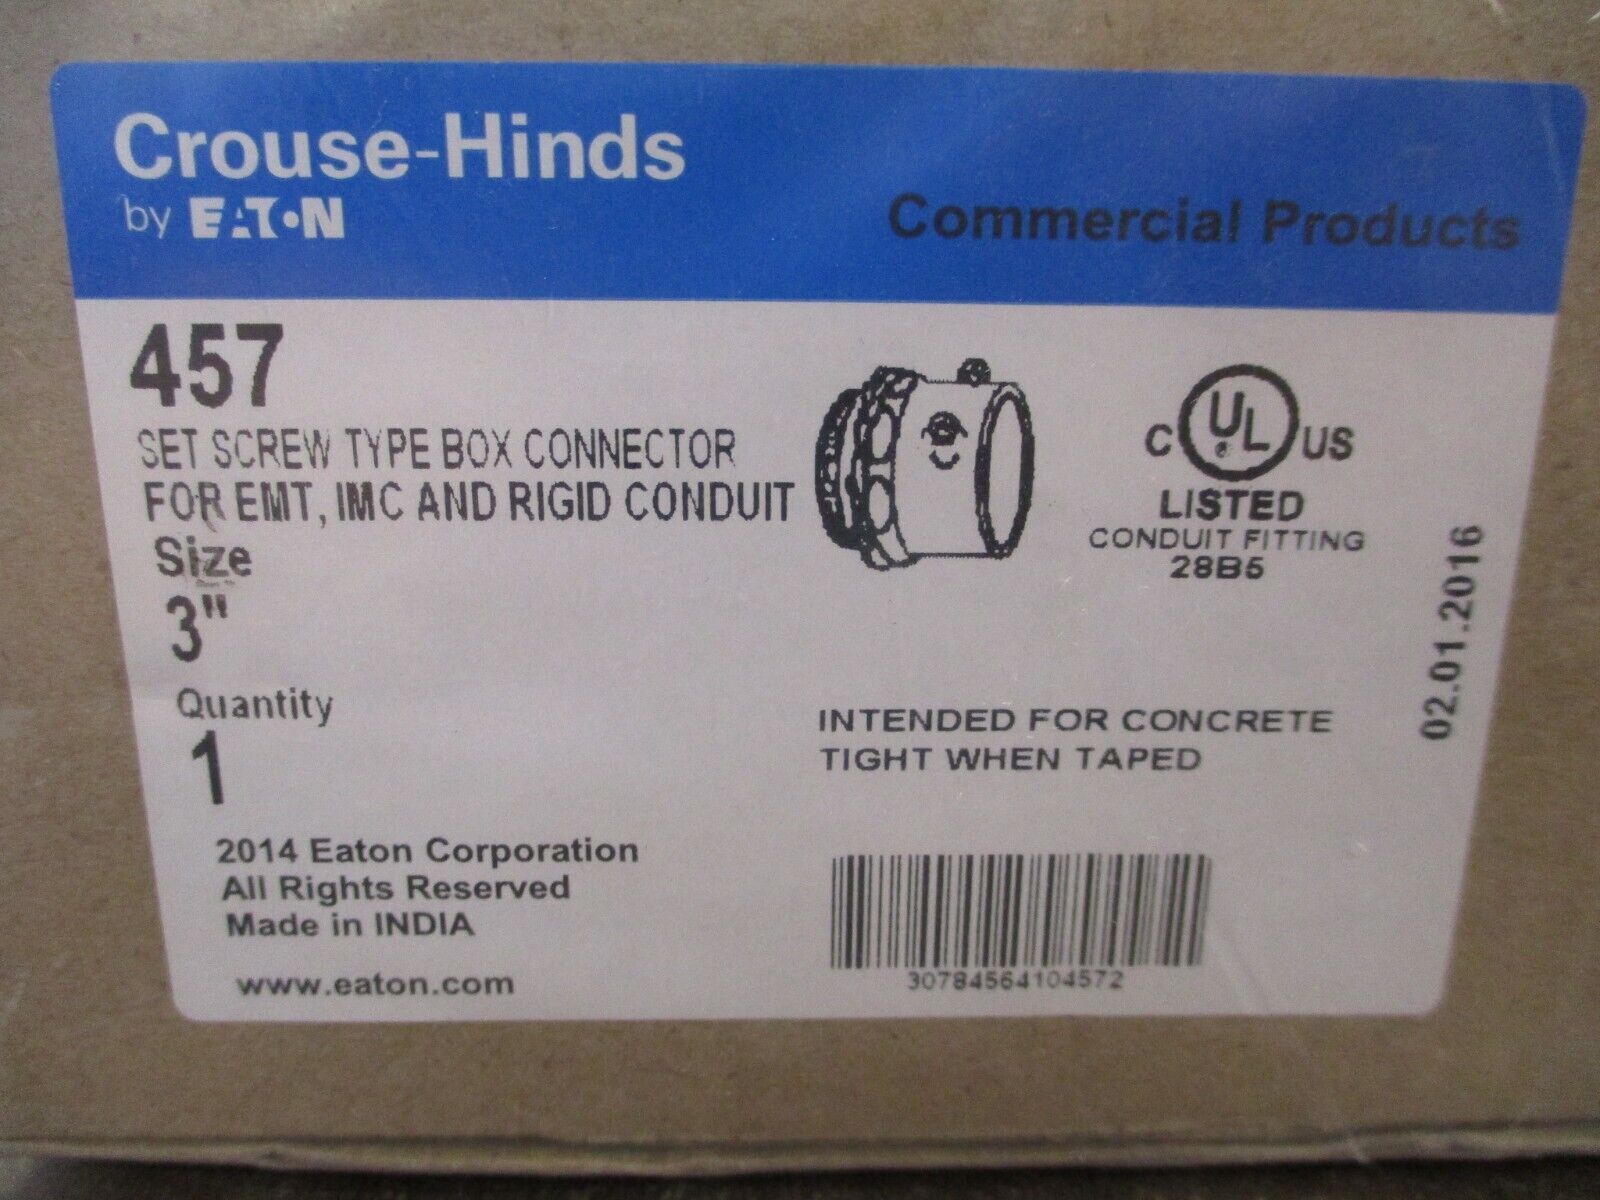 Crouse-Hinds
by EATON
Commercial Products
457
SET SCREW TYPE BOX CONNECTOR
FOR EMT, IMC AND RIGID CONDUIT
Size
3"
Quantity
1
C UL US
LISTED
CONDUIT FITTING
28B5
02.01.2016
INTENDED FOR CONCRETE
TIGHT WHEN TAPED
2014 Eaton Corporation
All Rights Reserved
Made in INDIA
www.eaton.com
30784564104572